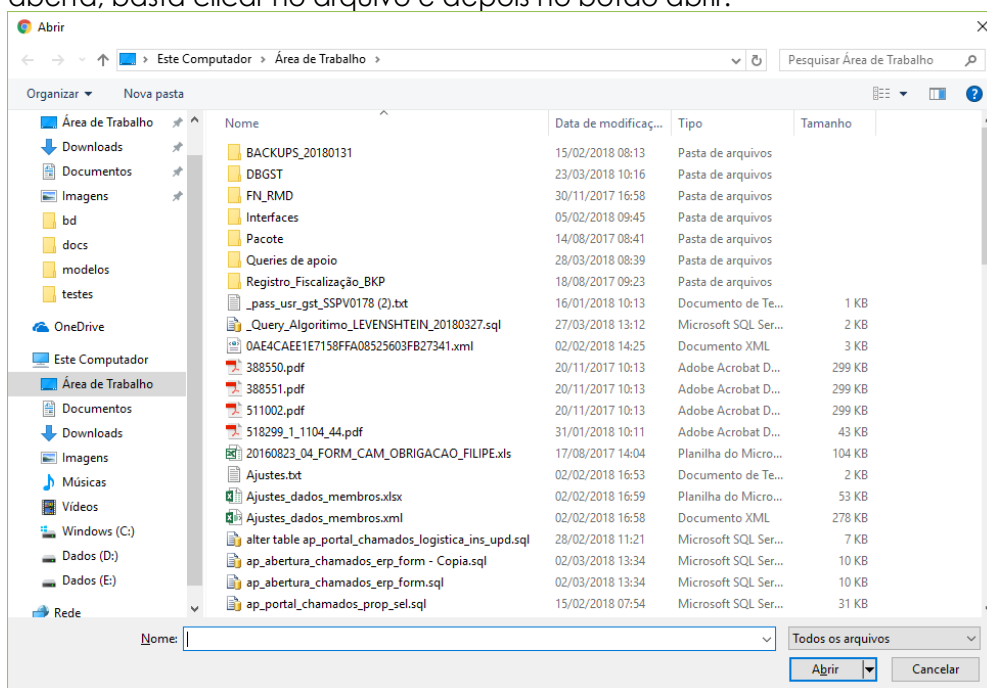 aberta, basta clicar no arquivo e depois no botão abrir.
Abrir
Este Computador > Área de Trabalho >
Pesquisar Área de Trabalho
Organizar
Nova pasta
Área de Trabalho
Downloads
Documentos
Imagens
bd
docs
modelos
testes
OneDrive
Este Computador
Área de Trabalho
Documentos
Downloads
Imagens
Músicas
Vídeos
Windows (C:)
Dados (D:)
Dados (E:)
Rede
Nome Data de modificaç... Tipo Tamanho
BACKUPS_20180131 15/02/2018 08:13 Pasta de arquivos
DBGST 23/03/2018 10:16 Pasta de arquivos
FN_RMD 30/11/2017 16:58 Pasta de arquivos
Interfaces 05/02/2018 09:45 Pasta de arquivos
Pacote 14/08/2017 08:41 Pasta de arquivos
Queries de apoio 28/03/2018 08:39 Pasta de arquivos
Registro_Fiscalização_BKP 18/08/2017 09:23 Pasta de arquivos
_pass_usr_gst_SSPV0178 (2).txt 16/01/2018 10:13 Documento de Te... 1 KB
_Query_Algoritimo_LEVENSHTEIN_20180327.sql 27/03/2018 13:12 Microsoft SQL Ser... 2 KB
0AE4CAEE1E7158FFA08525603FB27341.xml 02/02/2018 14:25 Documento XML 3 KB
388550.pdf 20/11/2017 10:13 Adobe Acrobat D... 299 KB
388551.pdf 20/11/2017 10:13 Adobe Acrobat D... 299 KB
511002.pdf 20/11/2017 10:13 Adobe Acrobat D... 299 KB
518299_1_1104_44.pdf 31/01/2018 10:11 Adobe Acrobat D... 43 KB
20160823_04_FORM_CAM_OBRIGACAO_FILIPE.xls 17/08/2017 14:04 Planilha do Micro... 104 KB
Ajustes.txt 02/02/2018 16:53 Documento de Te... 2 KB
Ajustes_dados_membros.xlsx 02/02/2018 16:59 Planilha do Micro... 53 KB
Ajustes_dados_membros.xml 02/02/2018 16:58 Documento XML 278 KB
alter table ap_portal_chamados_logistica_ins_upd.sql 28/02/2018 11:21 Microsoft SQL Ser... 7 KB
ap_abertura_chamados_erp_form - Copia.sql 02/03/2018 13:34 Microsoft SQL Ser... 10 KB
ap_abertura_chamados_erp_form.sql 02/03/2018 13:34 Microsoft SQL Ser... 10 KB
ap_portal_chamados_prop_sel.sql 15/02/2018 07:54 Microsoft SQL Ser... 31 KB
Nome:
Todos os arquivos
Abrir
Cancelar